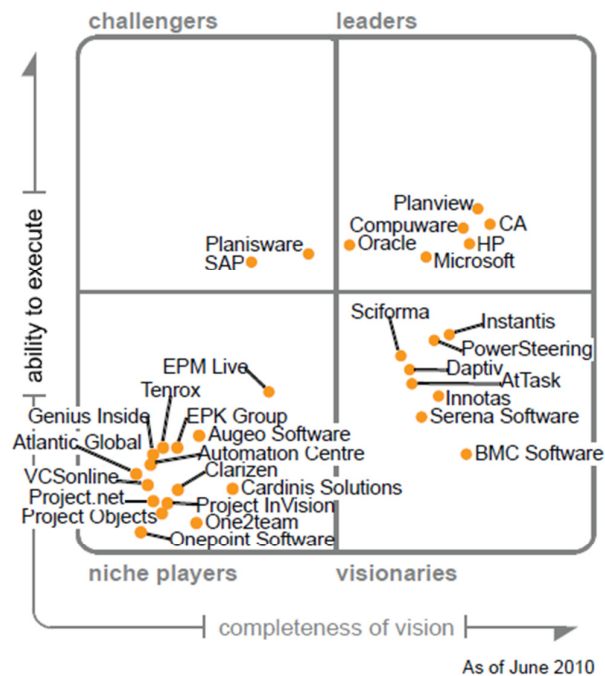 challengers
leaders
ability to execute
Planview
CA
Compuware
HP
Oracle
Microsoft
Planisware
SAP
Sciforma
Instantis
PowerSteering
Daptiv
AtTask
Innotas
Serena Software
BMC Software
EPM Live
Tenrox
Genius Inside
EPK Group
Augeo Software
Atlantic Global
Automation Centre
Clarizen
VCSonline
Cardinis Solutions
Project.net
Project InVision
Project Objects
One2team
Onepoint Software
niche players
visionaries
completeness of vision
As of June 2010